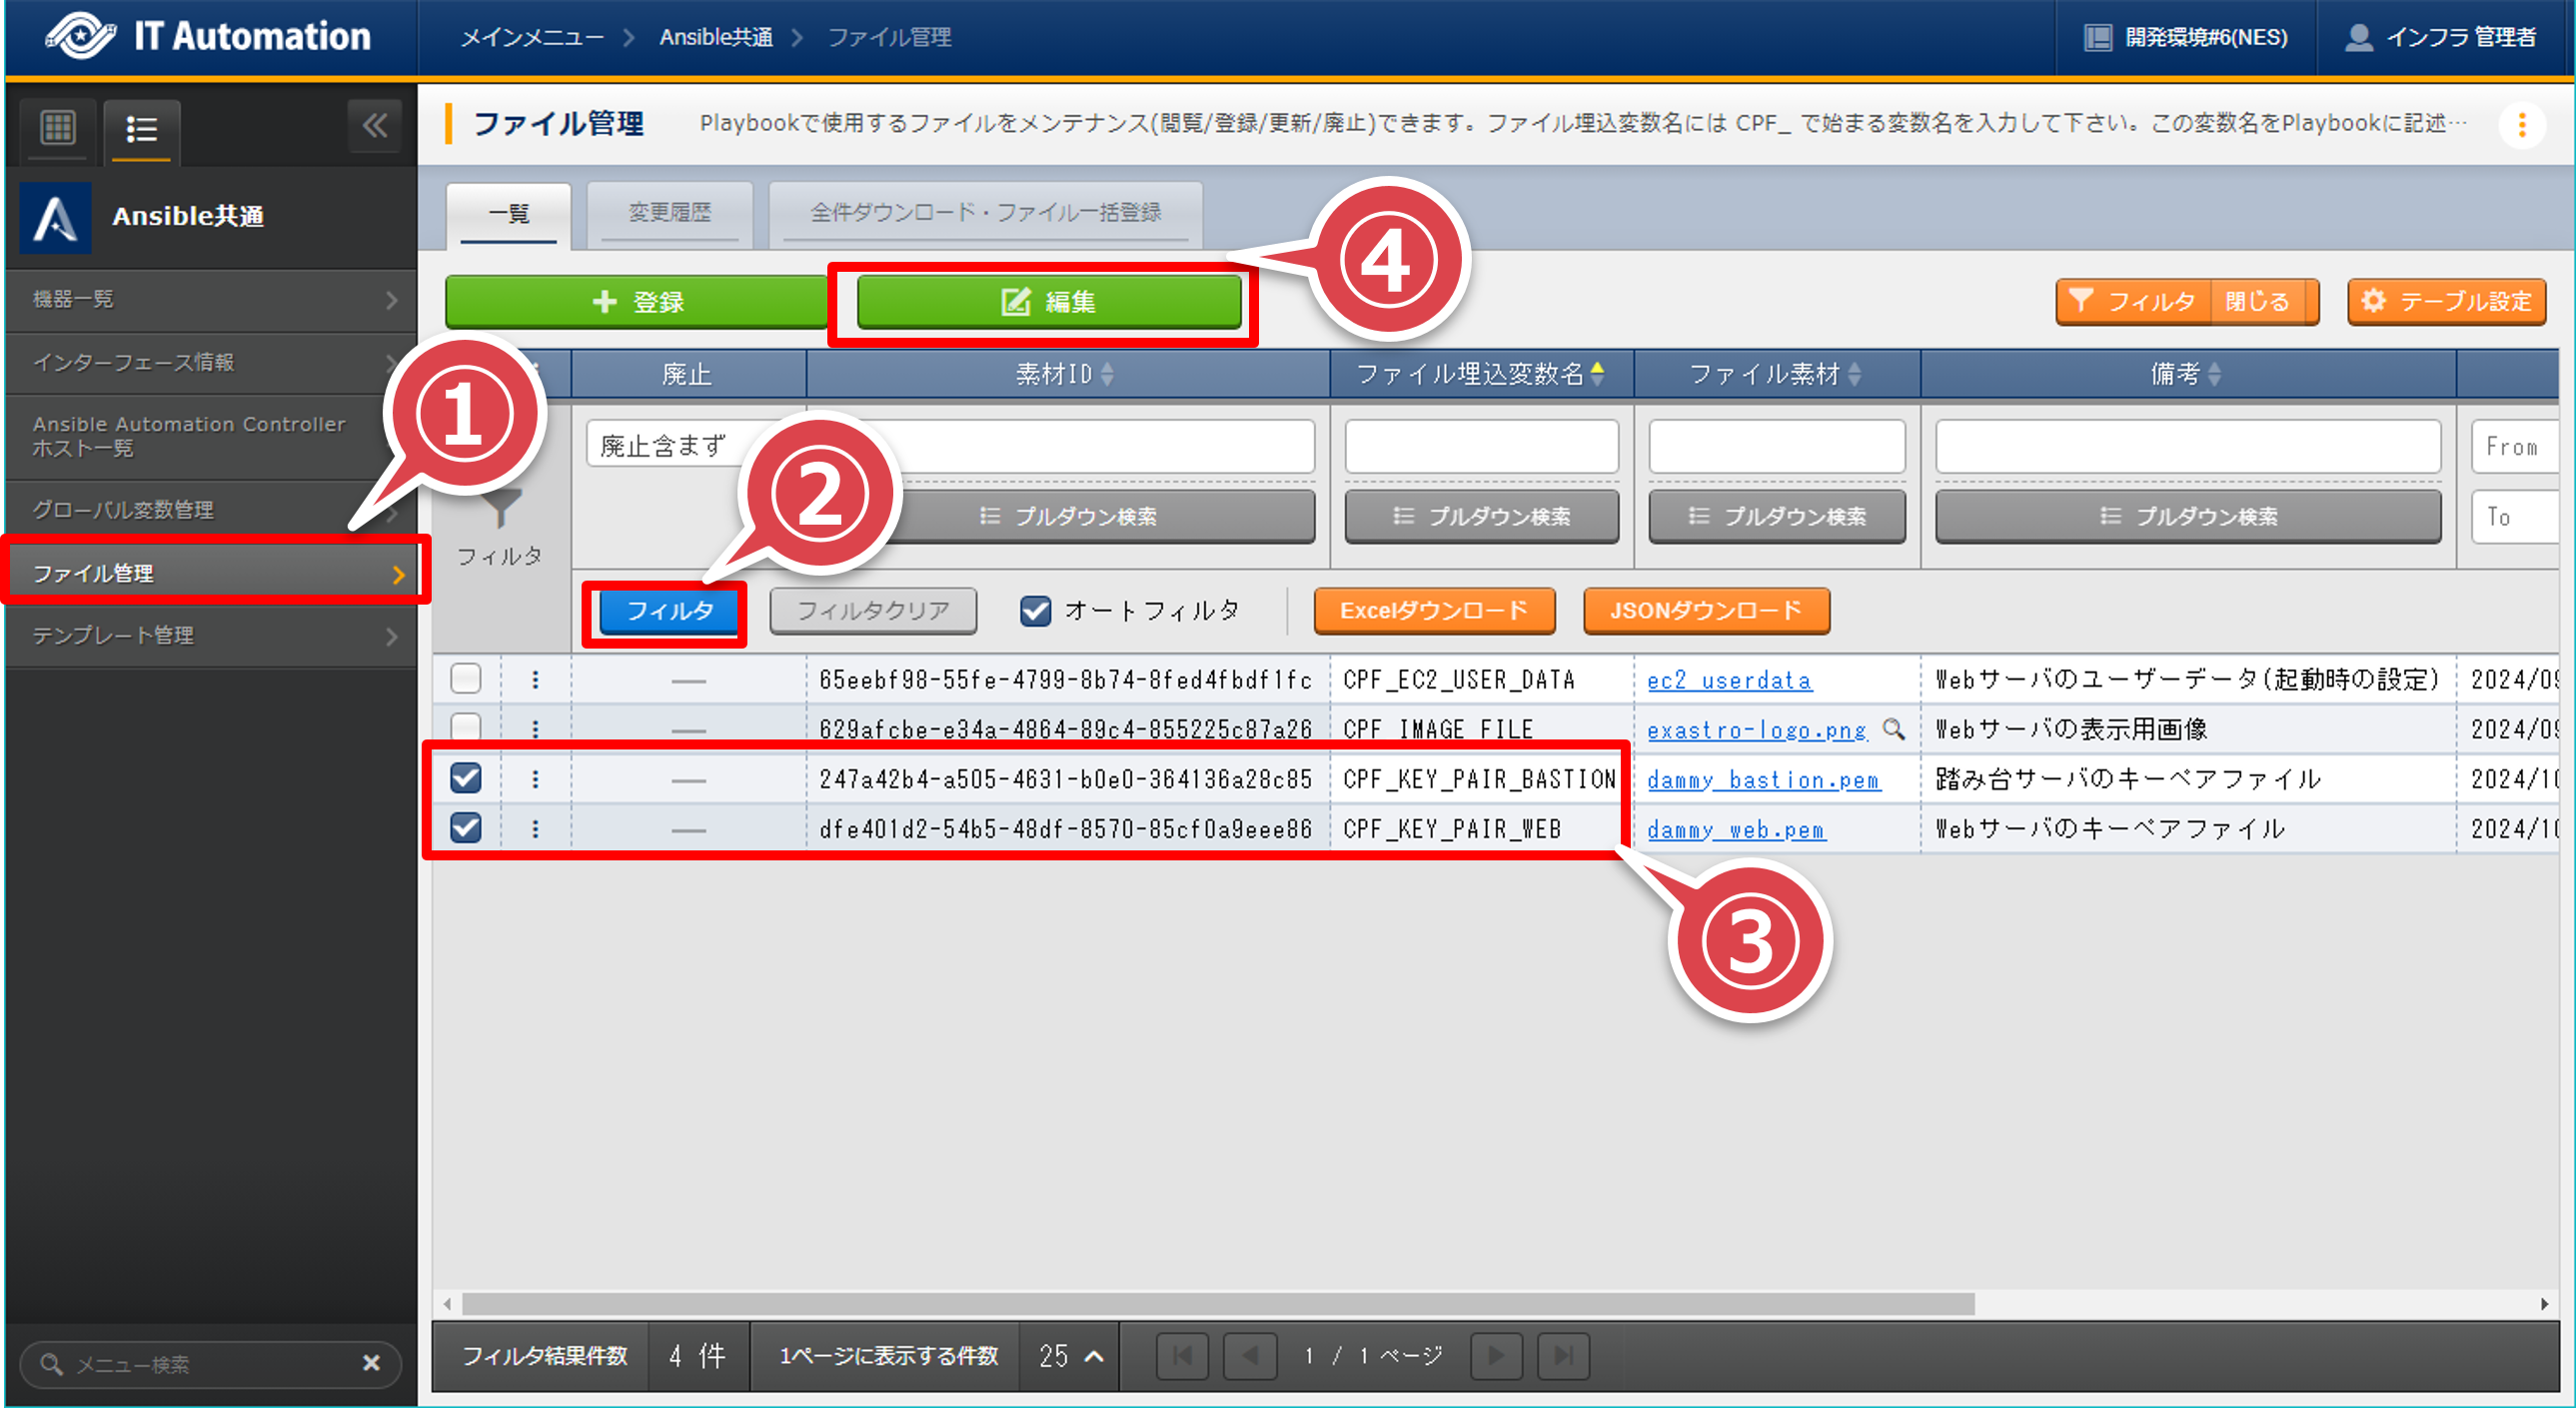 IT Automation
メインメニュー > Ansible共通 > ファイル管理
開発環境#6(NES)
インフラ 管理者
ファイル管理
Playbookで使用するファイルをメンテナンス(閲覧/登録/更新/廃止)できます。ファイル埋込変数名には CPF_ で始まる変数名を入力して下さい。この変数名をPlaybookに記述…
Ansible共通
機器一覧
インターフェース情報
Ansible Automation Controller
ホスト一覧
グローバル変数管理
ファイル管理
テンプレート管理
メニュー検索
一覧
変更履歴
全件ダウンロード・ファイル一括登録
④
+ 登録
編集
フィルタ 閉じる
テーブル設定
①
廃止 素材ID ファイル埋込変数名 ファイル素材 備考
廃止含まず
From
②
フィルタ
プルダウン検索 プルダウン検索 プルダウン検索 プルダウン検索
To
フィルタ フィルタクリア オートフィルタ Excelダウンロード JSONダウンロード
— 65eebf98-55fe-4799-8b74-8fed4fbdf1fc CPF_EC2_USER_DATA ec2_userdata Webサーバのユーザーデータ(起動時の設定) 2024/09
— 629afcbe-e34a-4864-89c4-855225c87a26 CPF_IMAGE_FILE exastro-logo.png Webサーバの表示用画像 2024/09
— 247a42b4-a505-4631-b0e0-364136a28c85 CPF_KEY_PAIR_BASTION dammy_bastion.pem 踏み台サーバのキーペアファイル 2024/10
— dfe401d2-54b5-48df-8570-85cf0a9eee86 CPF_KEY_PAIR_WEB dammy_web.pem Webサーバのキーペアファイル 2024/10
③
フィルタ結果件数 4 件 1ページに表示する件数 25 1 / 1 ページ